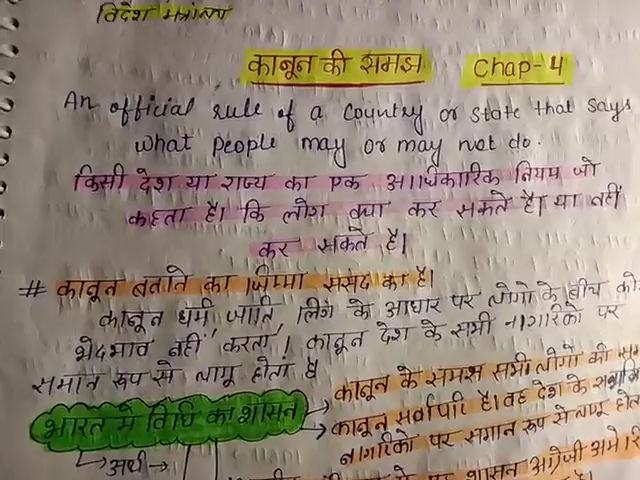 विदेश मंत्रालय
कानून की समझ Chap-4
An official rule of a country or state that says
what people may or may not do.
किसी देश या राज्य का एक आधिकारिक नियम जो
कहता है। कि लोग क्या कर सकते है। या नहीं
कर सकते है।
# कानून बनाने का जिम्मा संसद का है।
कानून धर्म, जाति, लिंग के आधार पर लोगो के बीच को
भेदभाव नहीं करता। कानून देश के सभी नागरिको पर
समान रूप से लागू होता है
कानून के समक्ष सभी लोगो की
भारत मे विधि का शासन
कानून सर्वोपरि है। वह देश के सभी
नागरिको पर समान रूप से लागू होता
अर्थ
शासन अंग्रेजी